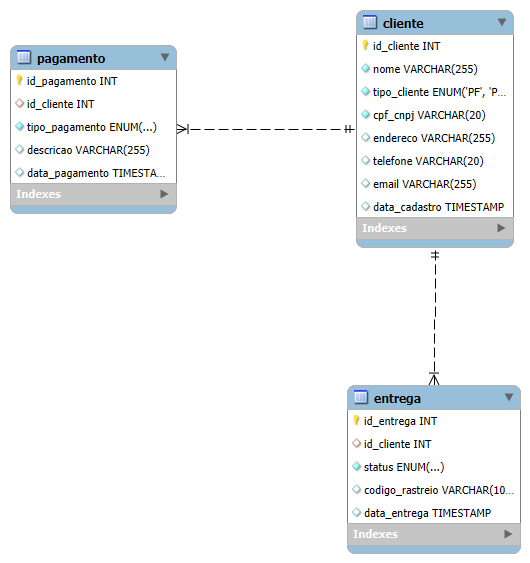 pagamento
id_pagamento INT
id_cliente INT
tipo_pagamento ENUM(...)
descricao VARCHAR(255)
data_pagamento TIMESTA...
Indexes
cliente
id_cliente INT
nome VARCHAR(255)
tipo_cliente ENUM('PF', 'P...
cpf_cnpj VARCHAR(20)
endereco VARCHAR(255)
telefone VARCHAR(20)
email VARCHAR(255)
data_cadastro TIMESTAMP
Indexes
entrega
id_entrega INT
id_cliente INT
status ENUM(...)
codigo_rastreio VARCHAR(10...
data_entrega TIMESTAMP
Indexes